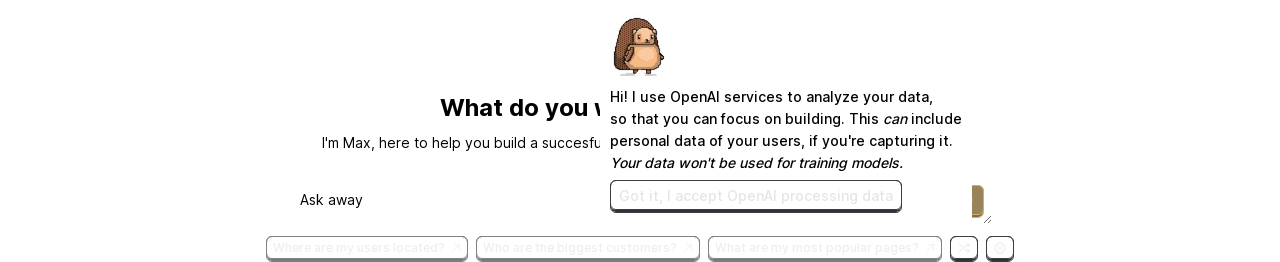 What do you w
I'm Max, here to help you build a succesfu
Hi! I use OpenAI services to analyze your data,
so that you can focus on building. This can include
personal data of your users, if you're capturing it.
Your data won't be used for training models.
Got it, I accept OpenAI processing data
Ask away
Where are my users located?
Who are the biggest customers?
What are my most popular pages?